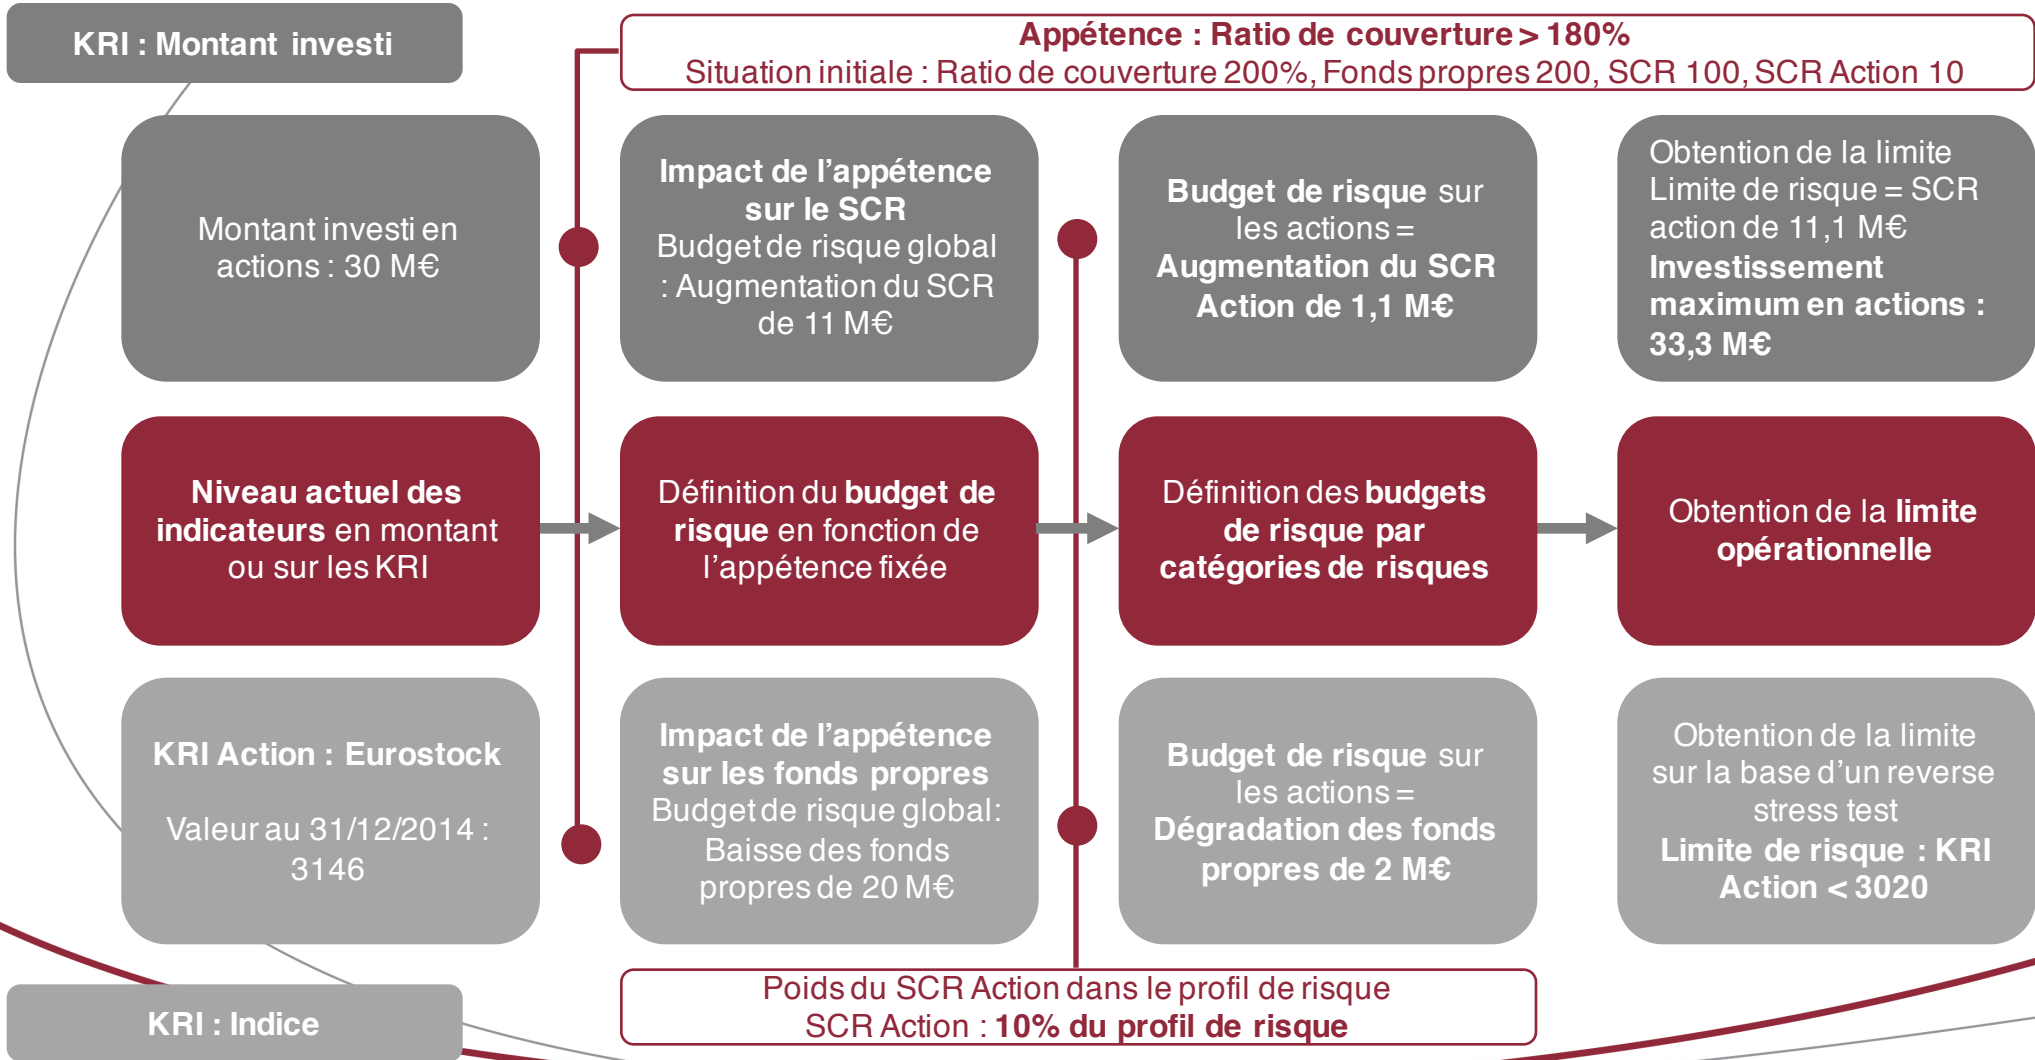 KRI : Montant investi
Appétence : Ratio de couverture > 180%
Situation initiale : Ratio de couverture 200%, Fonds propres 200, SCR 100, SCR Action 10
Montant investi en
actions : 30 M€
Impact de l'appétence
sur le SCR
Budget de risque global
: Augmentation du SCR
de 11 M€
Budget de risque sur
les actions =
Augmentation du SCR
Action de 1,1 M€
Obtention de la limite
Limite de risque = SCR
action de 11,1 M€
Investissement
maximum en actions :
33,3 M€
Niveau actuel des
indicateurs en montant
ou sur les KRI
Définition du budget de
risque en fonction de
l'appétence fixée
Définition des budgets
de risque par
catégories de risques
Obtention de la limite
opérationnelle
KRI Action : Eurostock
Valeur au 31/12/2014 :
3146
Impact de l'appétence
sur les fonds propres
Budget de risque global:
Baisse des fonds
propres de 20 M€
Budget de risque sur
les actions =
Dégradation des fonds
propres de 2 M€
Obtention de la limite
sur la base d'un reverse
stress test
Limite de risque : KRI
Action < 3020
KRI : Indice
Poids du SCR Action dans le profil de risque
SCR Action : 10% du profil de risque